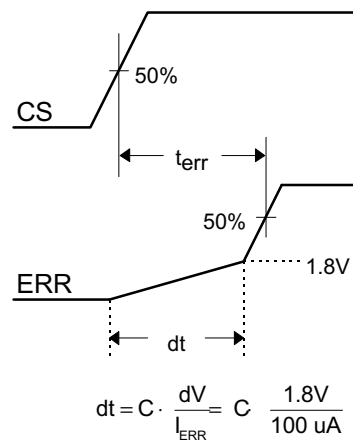 50%
CS
t_err
50%
1.8V
ERR
dt
dt = C · dV/I_ERR = C 1.8V/100 uA